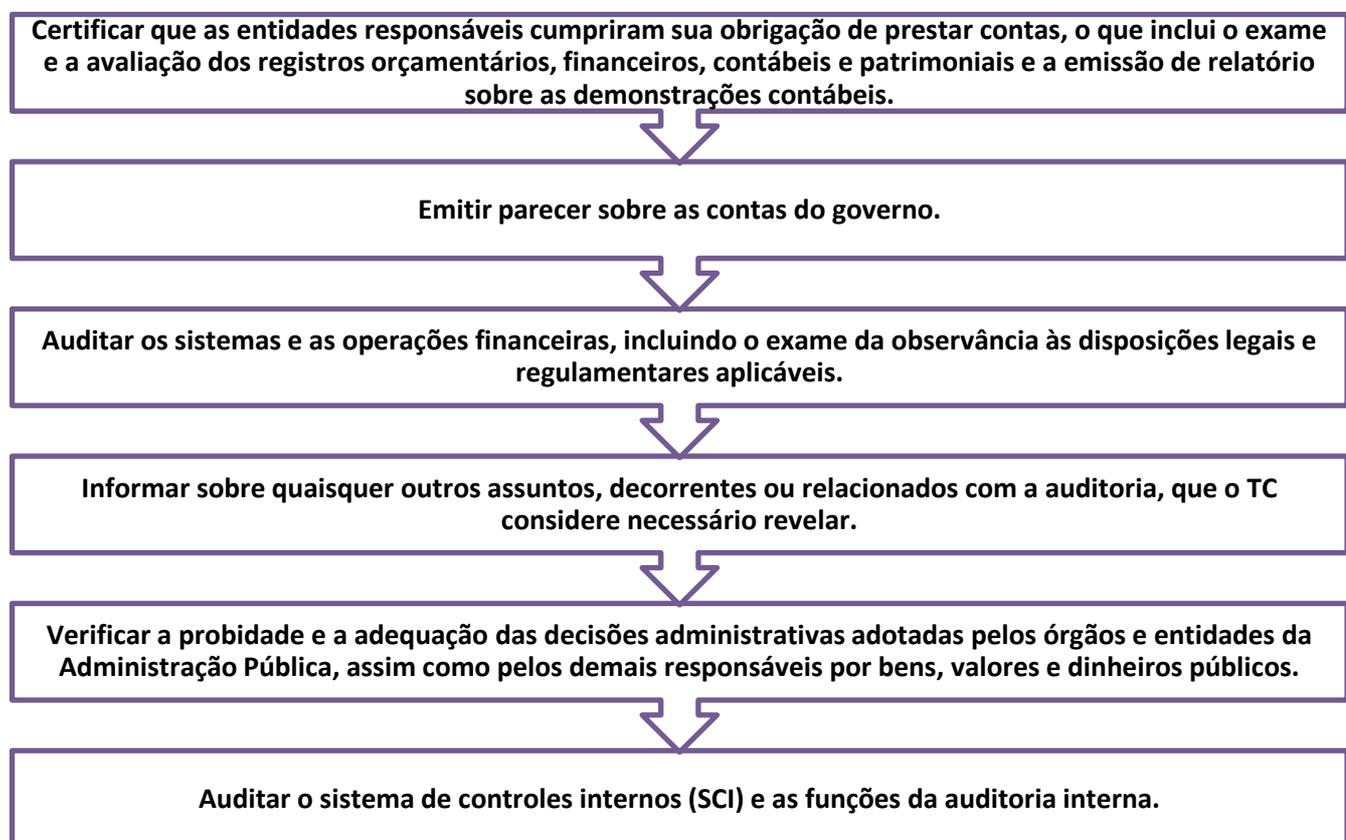 Certificar que as entidades responsáveis cumpriram sua obrigação de prestar contas, o que inclui o exame
e a avaliação dos registros orçamentários, financeiros, contábeis e patrimoniais e a emissão de relatório
sobre as demonstrações contábeis.
Emitir parecer sobre as contas do governo.
Auditar os sistemas e as operações financeiras, incluindo o exame da observância às disposições legais e
regulamentares aplicáveis.
Informar sobre quaisquer outros assuntos, decorrentes ou relacionados com a auditoria, que o TC
considere necessário revelar.
Verificar a probidade e a adequação das decisões administrativas adotadas pelos órgãos e entidades da
Administração Pública, assim como pelos demais responsáveis por bens, valores e dinheiros públicos.
Auditar o sistema de controles internos (SCI) e as funções da auditoria interna.